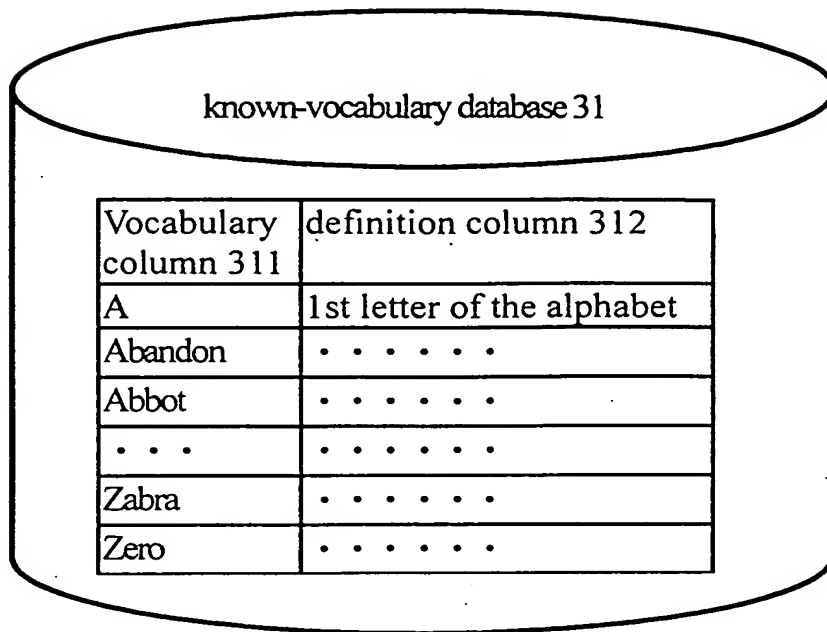 known-vocabulary database 31
Vocabulary column 311 definition column 312
A 1st letter of the alphabet
Abandon · · · · · ·
Abbot · · · · · ·
· · · · · · · · ·
Zabra · · · · · ·
Zero · · · · · ·